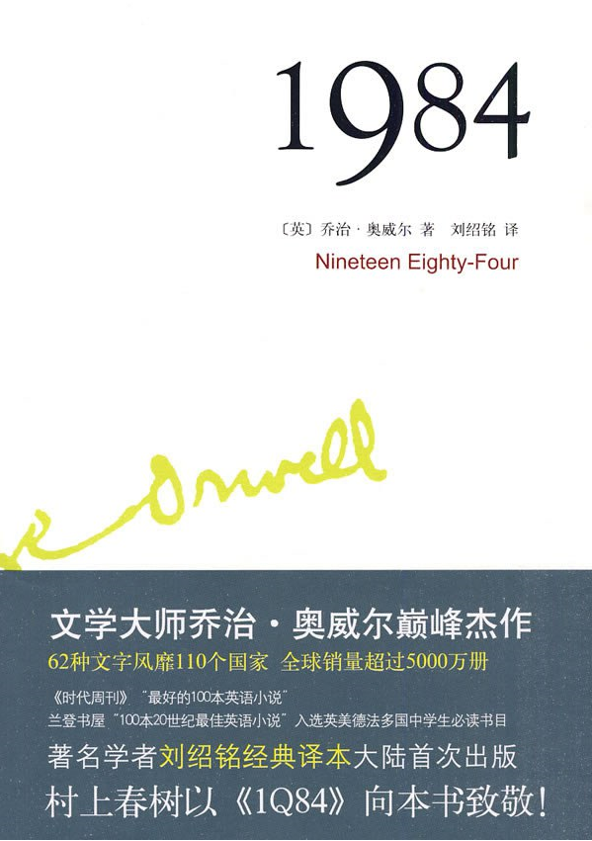 1984
〔英〕乔治·奥威尔 著 刘绍铭 译
Nineteen Eighty-Four
Orwell
文学大师乔治·奥威尔巅峰杰作
62种文字风靡110个国家 全球销量超过5000万册
《时代周刊》“最好的100本英语小说”
兰登书屋“100本20世纪最佳英语小说”入选英美德法多国中学生必读书目
著名学者刘绍铭经典译本大陆首次出版
村上春树以《1Q84》向本书致敬！